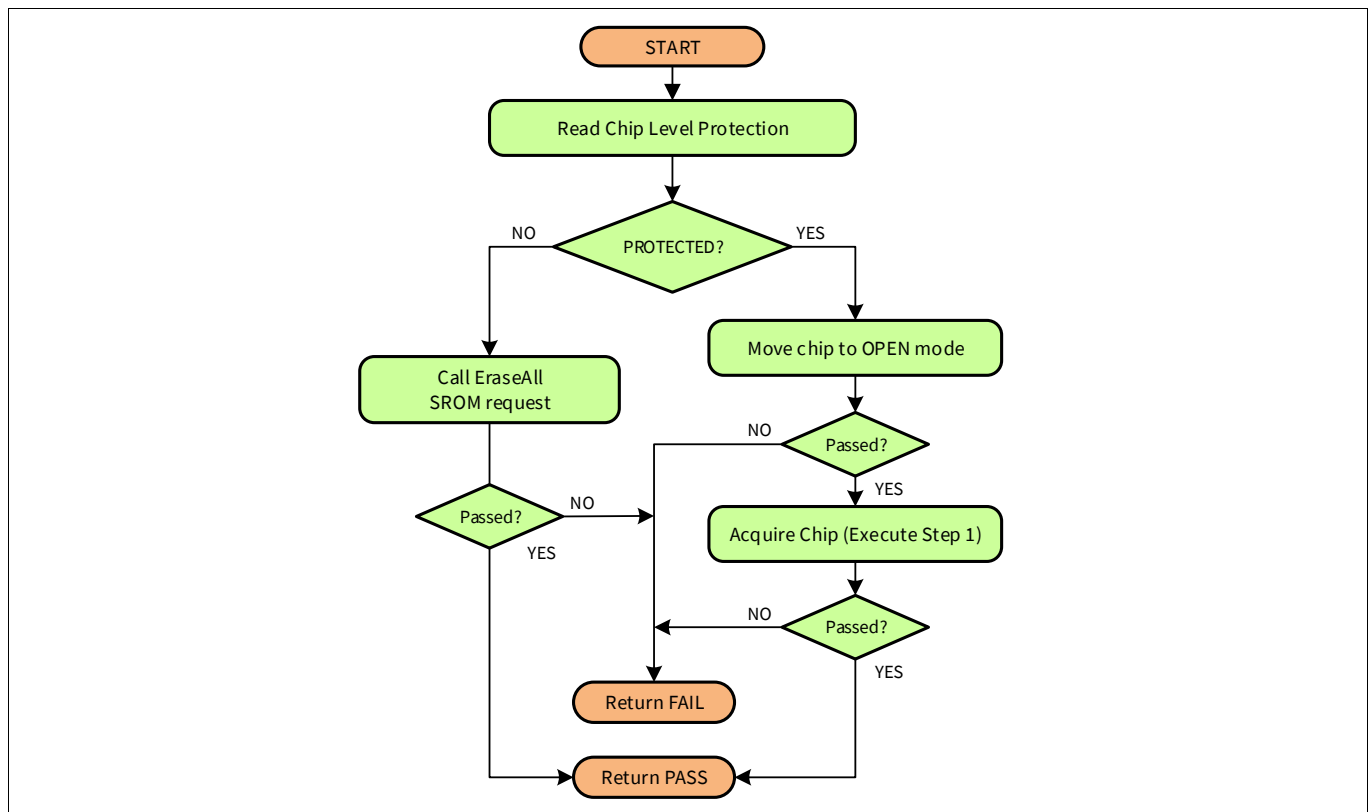 START
Read Chip Level Protection
NO
PROTECTED?
YES
Move chip to OPEN mode
Call EraseAll
SROM request
NO
Passed?
YES
Passed?
NO
YES
Acquire Chip (Execute Step 1)
NO
Passed?
YES
Return FAIL
Return PASS